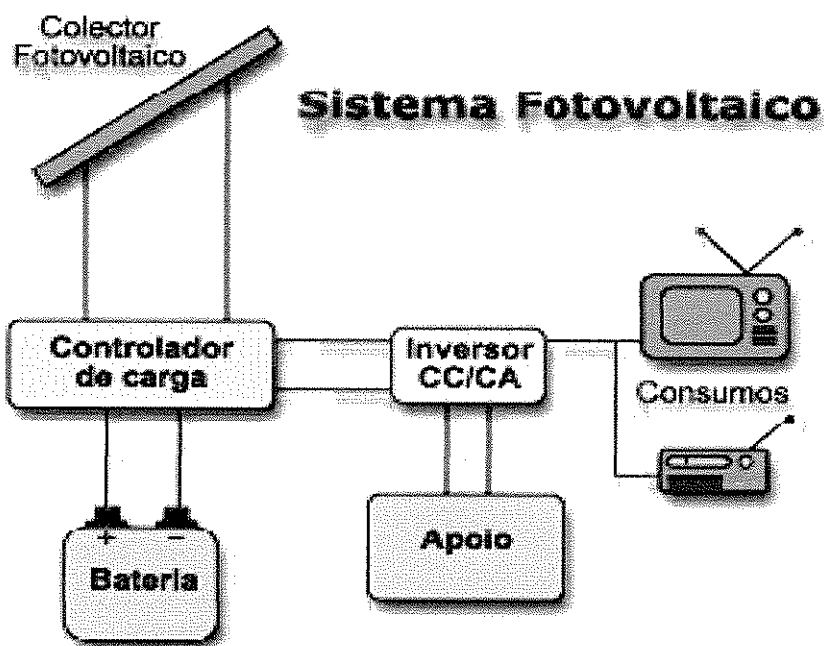 Colector
Fotovoltaico
Sistema Fotovoltaico
Controlador
de carga
Inversor
CC/CA
Consumos
+ −
Bateria
Apoio